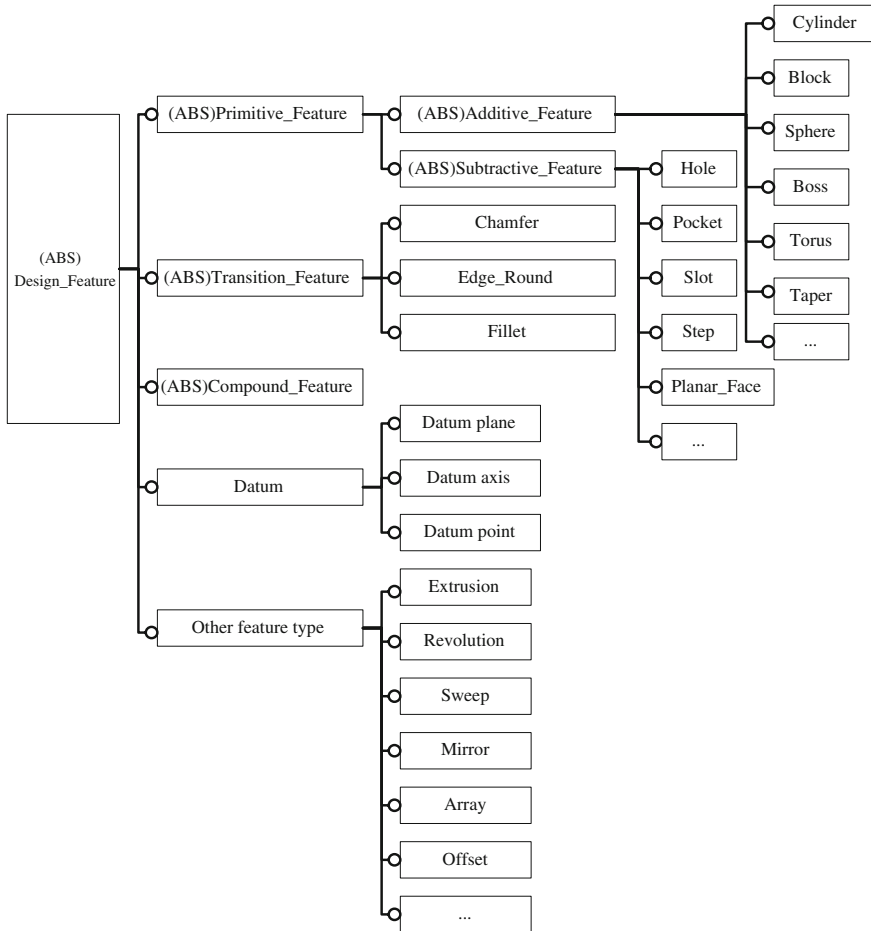 (ABS)
Design_Feature
(ABS)Primitive_Feature
(ABS)Transition_Feature
(ABS)Compound_Feature
Datum
Other feature type
(ABS)Additive_Feature
(ABS)Subtractive_Feature
Chamfer
Edge_Round
Fillet
Datum plane
Datum axis
Datum point
Extrusion
Revolution
Sweep
Mirror
Array
Offset
...
Hole
Pocket
Slot
Step
Planar_Face
...
Cylinder
Block
Sphere
Boss
Torus
Taper
...